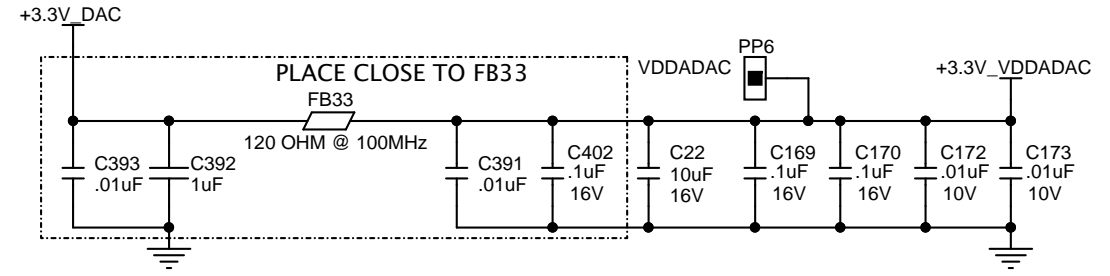 +3.3V_DAC
PLACE CLOSE TO FB33
FB33
120 OHM @ 100MHz
VDDADAC
PP6
+3.3V_VDDADAC
C393
.01uF
C392
1uF
C391
.01uF
C402
.1uF
16V
C22
10uF
16V
C169
.1uF
16V
C170
.1uF
16V
C172
.01uF
10V
C173
.01uF
10V